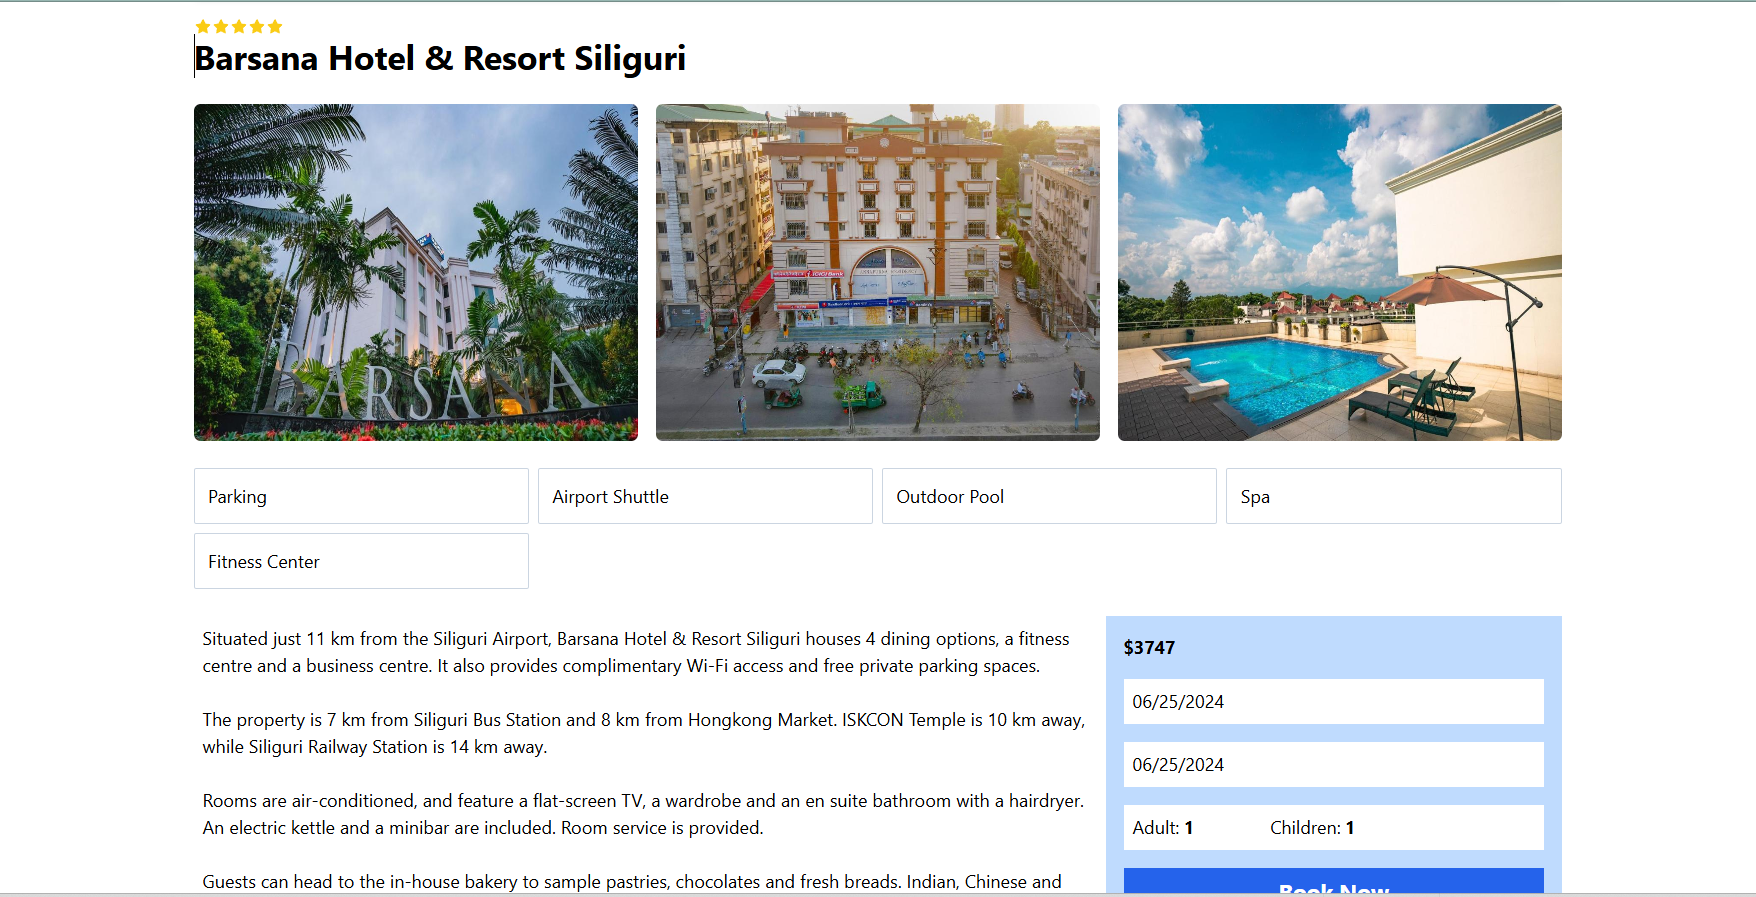 Barsana Hotel & Resort Siliguri
BARSANA
ICICI Bank
Parking
Airport Shuttle
Outdoor Pool
Spa
Fitness Center
Situated just 11 km from the Siliguri Airport, Barsana Hotel & Resort Siliguri houses 4 dining options, a fitness
centre and a business centre. It also provides complimentary Wi-Fi access and free private parking spaces.
The property is 7 km from Siliguri Bus Station and 8 km from Hongkong Market. ISKCON Temple is 10 km away,
while Siliguri Railway Station is 14 km away.
Rooms are air-conditioned, and feature a flat-screen TV, a wardrobe and an en suite bathroom with a hairdryer.
An electric kettle and a minibar are included. Room service is provided.
Guests can head to the in-house bakery to sample pastries, chocolates and fresh breads. Indian, Chinese and
$3747
06/25/2024
06/25/2024
Adult: 1 Children: 1
Book Now